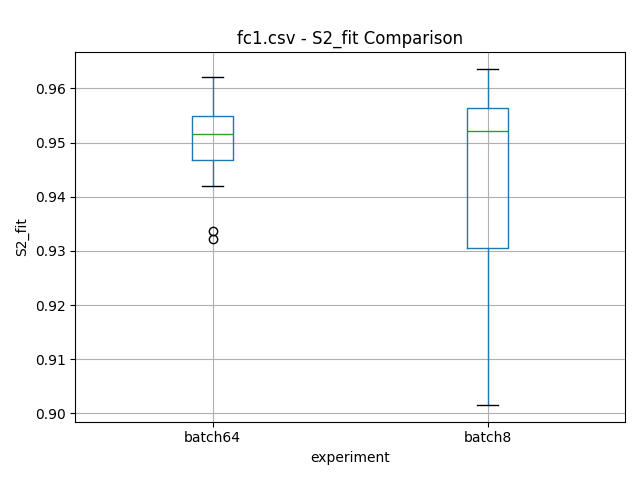 fc1.csv - S2_fit Comparison
0.96
0.95
0.94
0.93
0.92
0.91
0.90
S2_fit
batch64
batch8
experiment